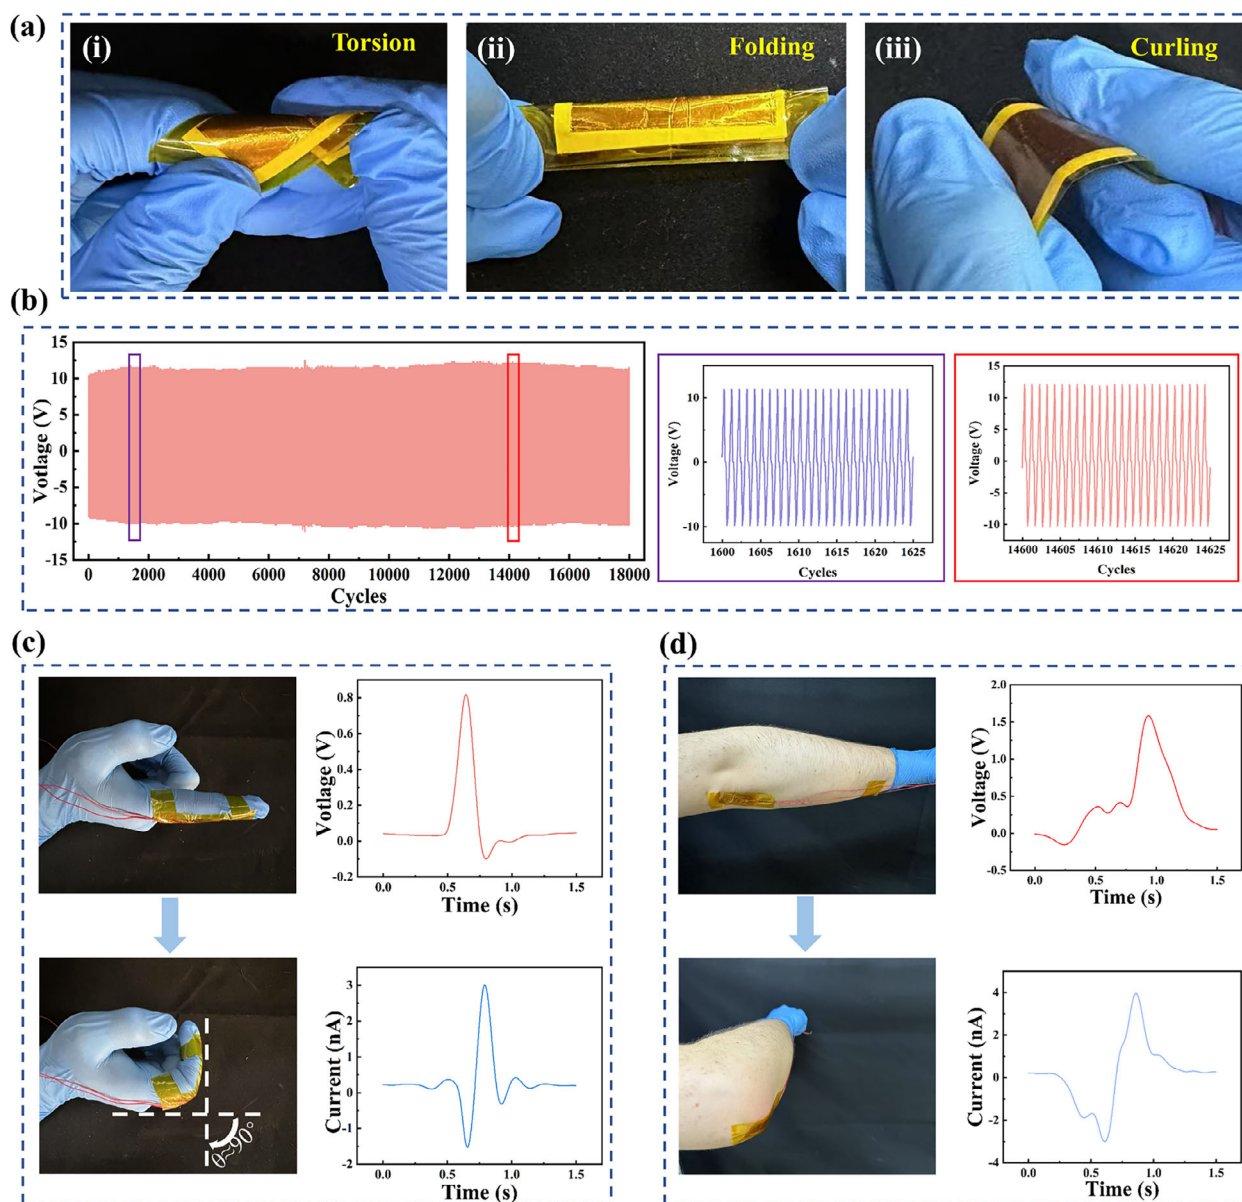 (a)
(i) Torsion
(ii) Folding
(iii) Curling
(b)
15
10
5
0
-5
-10
-15
Votlage (V)
0 2000 4000 6000 8000 10000 12000 14000 16000 18000
Cycles
10
0
-10
Voltage (V)
1600 1605 1610 1615 1620 1625
Cycles
15
10
5
0
-5
-10
Voltage (V)
14600 14605 14610 14615 14620 14625
Cycles
(c)
0.8
0.6
0.4
0.2
0.0
-0.2
Votlage (V)
0.0 0.5 1.0 1.5
Time (s)
θ≈90°
3
2
1
0
-1
-2
Current (nA)
0.0 0.5 1.0 1.5
Time (s)
(d)
2.0
1.5
1.0
0.5
0.0
-0.5
Voltage (V)
0.0 0.5 1.0 1.5
Time (s)
4
2
0
-2
-4
Current (nA)
0.0 0.5 1.0 1.5
Time (s)